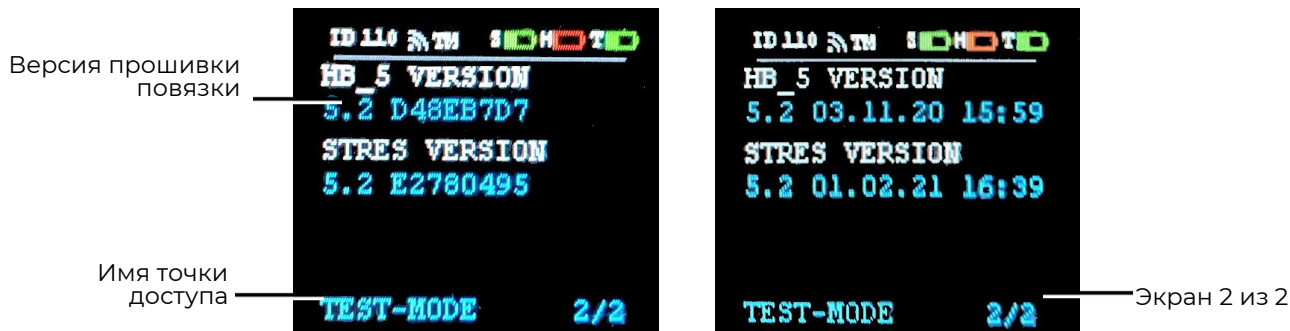 Версия прошивки
повязки
Имя точки
доступа
ID 110 TM S H T
HB_5 VERSION
5.2 D48EB7D7
STRES VERSION
5.2 E2780495
TEST-MODE 2/2
ID 110 TM S H T
HB_5 VERSION
5.2 03.11.20 15:59
STRES VERSION
5.2 01.02.21 16:39
TEST-MODE 2/2
Экран 2 из 2